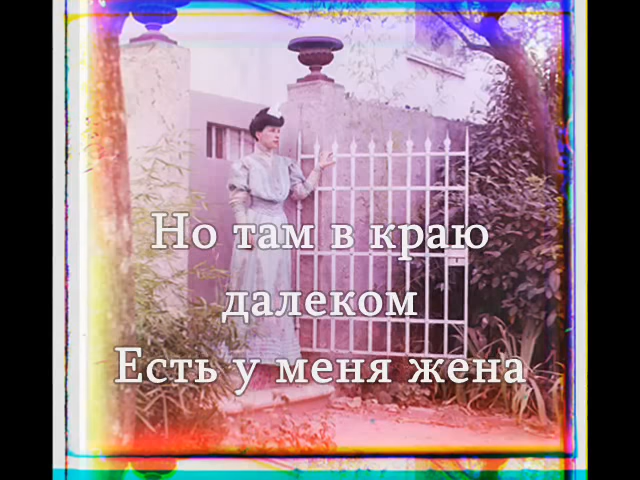 Но там в краю
далеком
Есть у меня жена